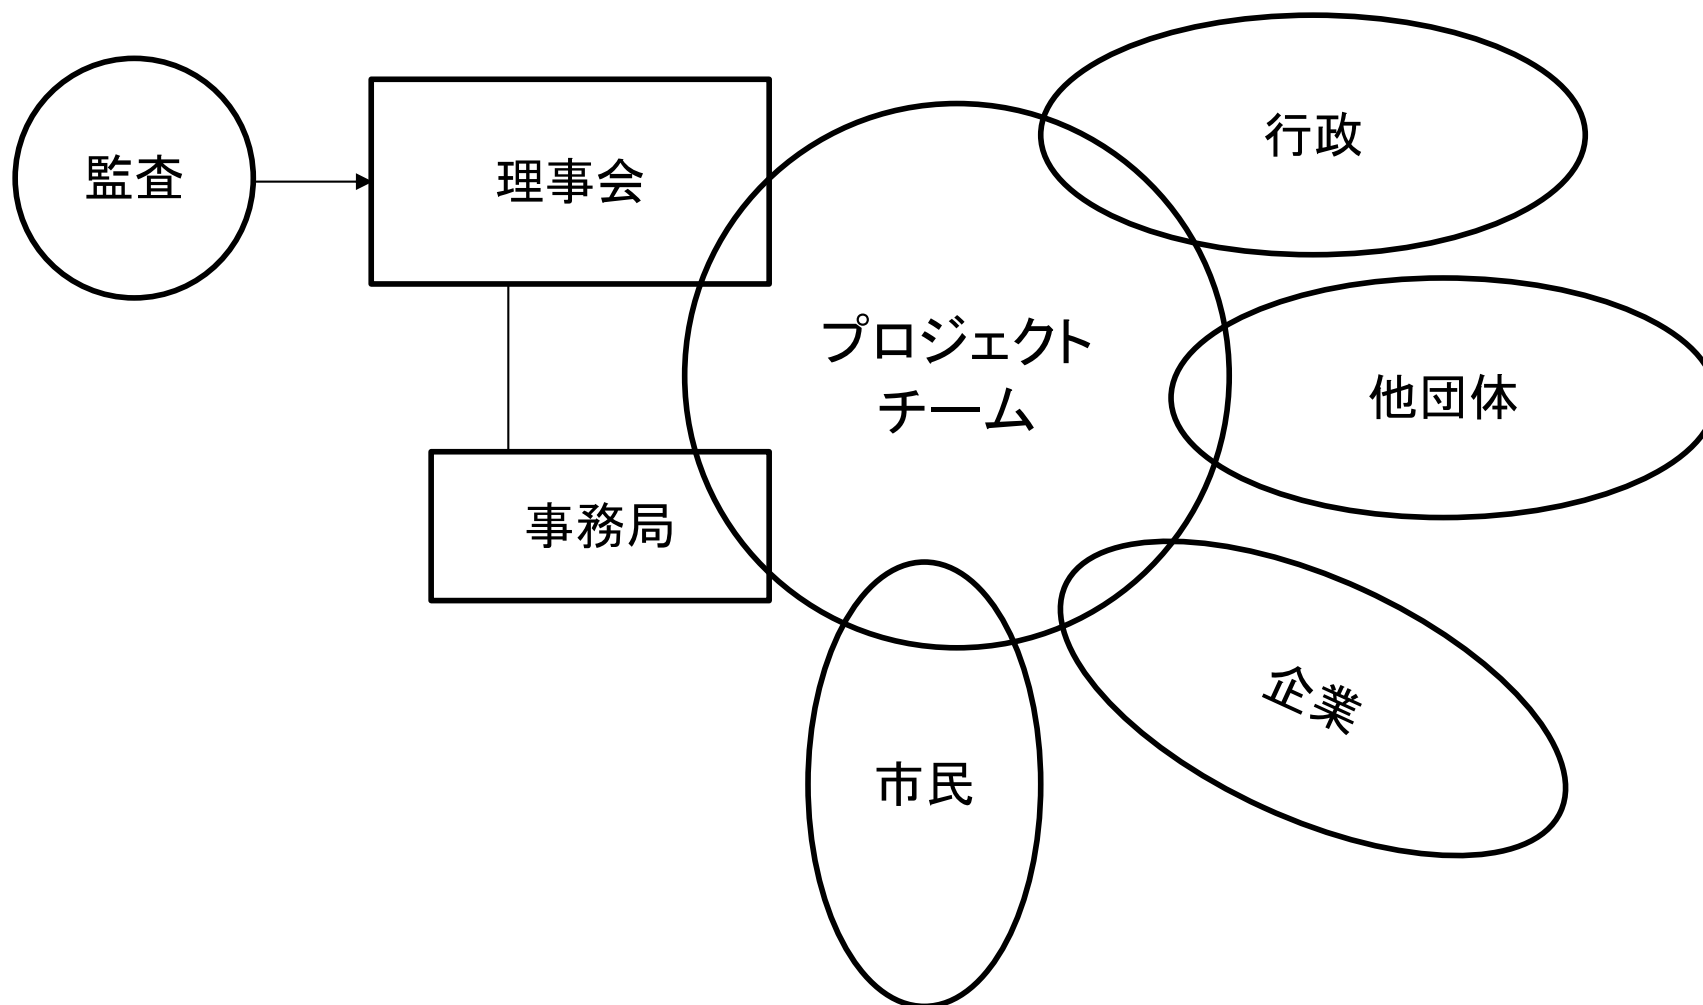 監査
理事会
行政
プロジェクト
チーム
他団体
事務局
企業
市民